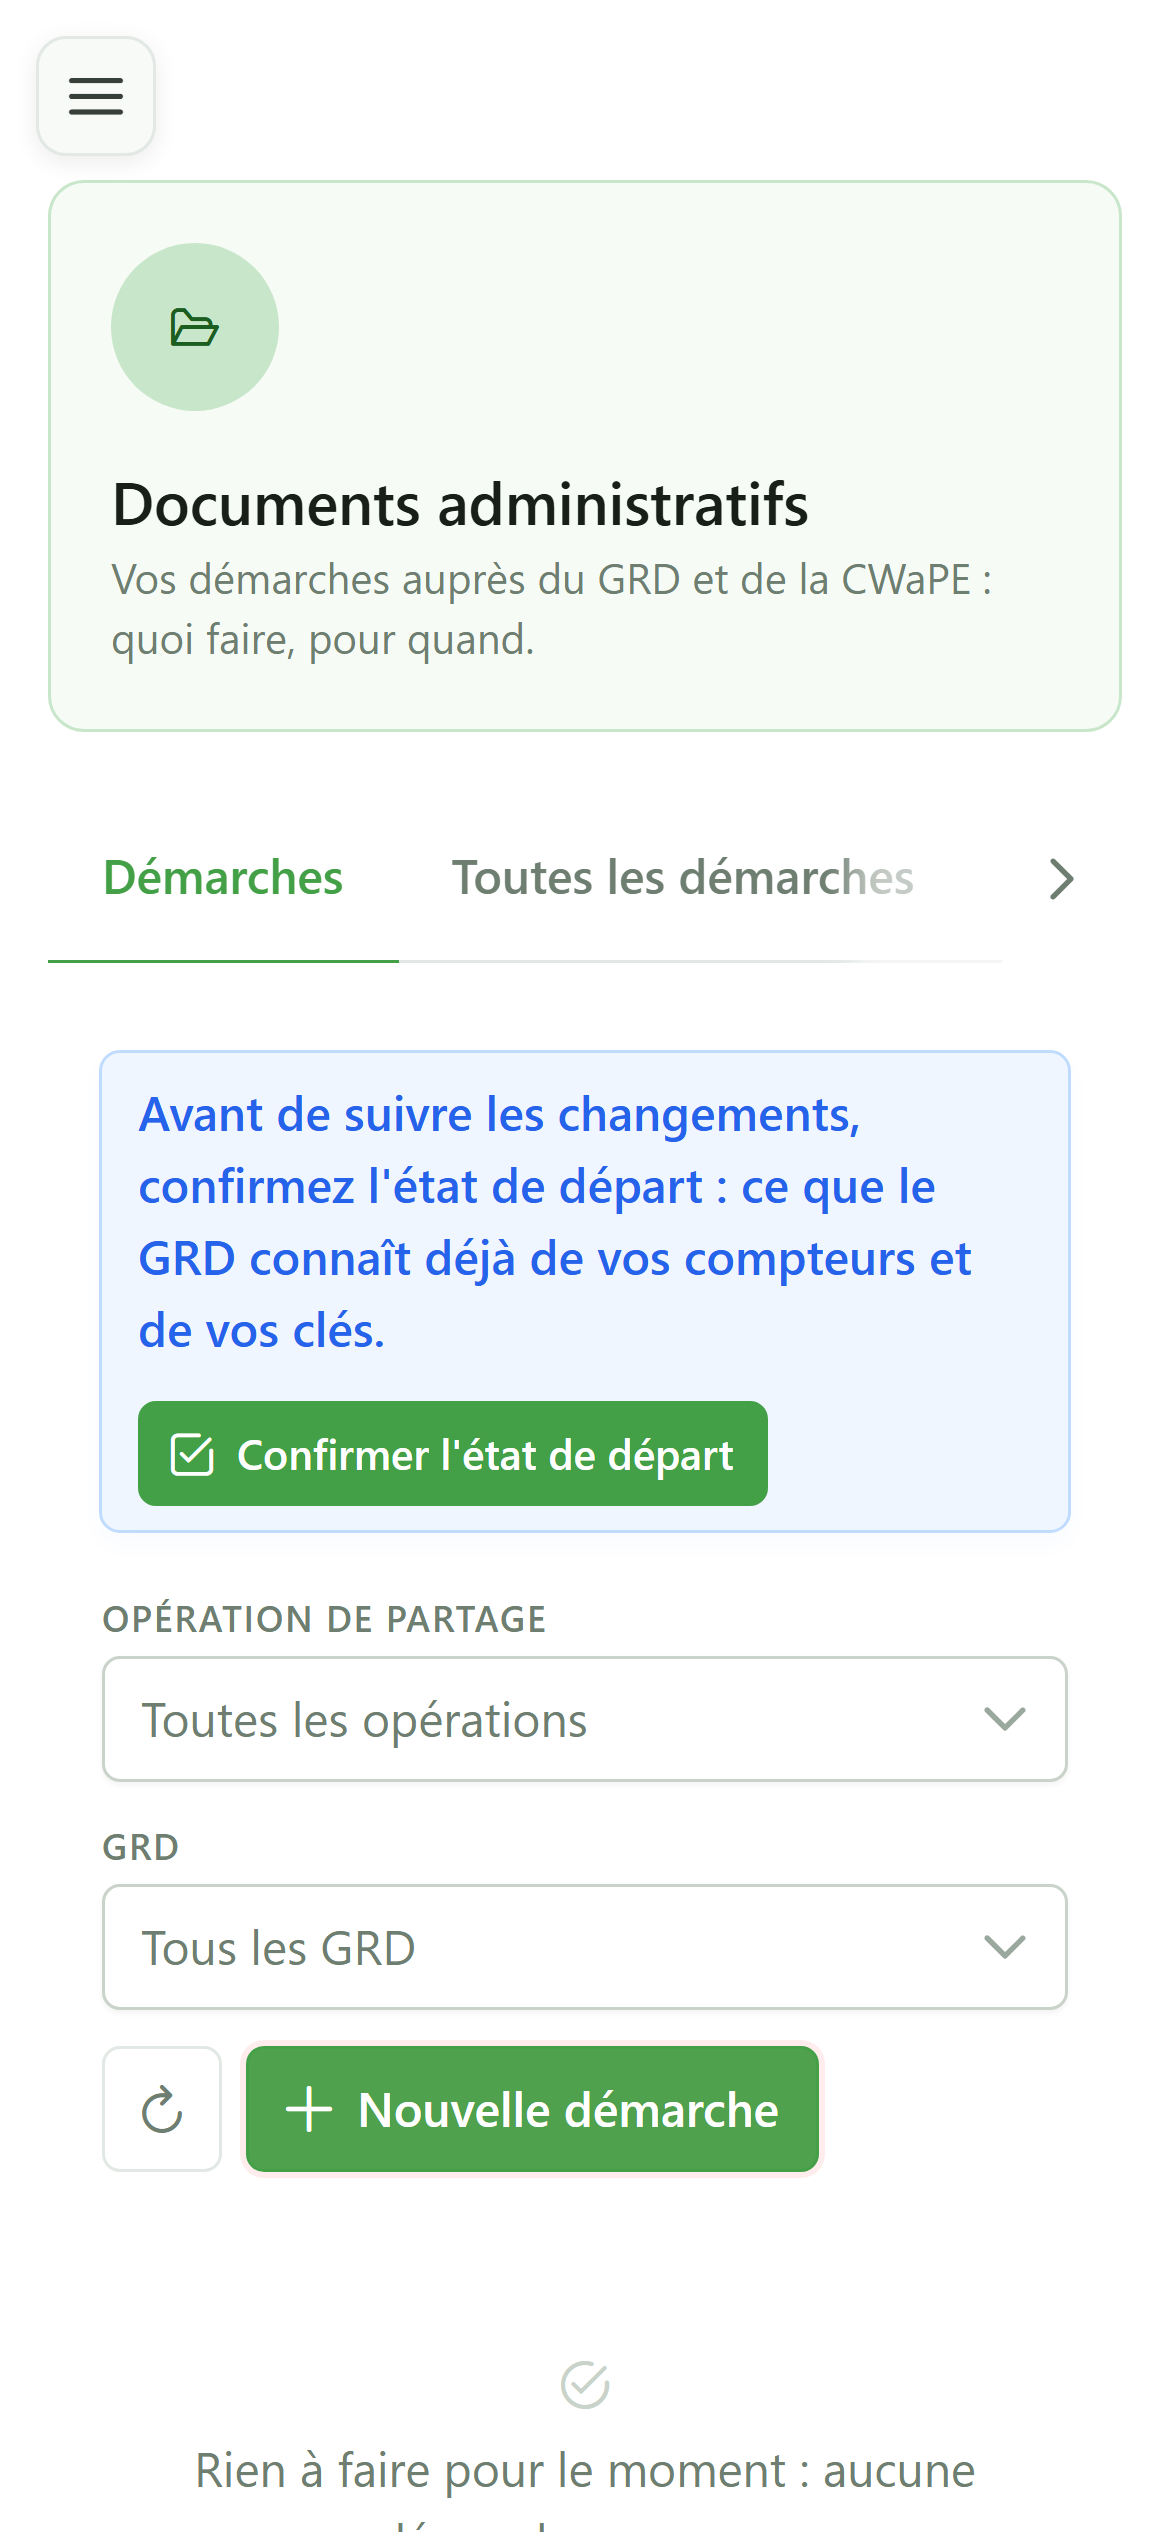 Documents administratifs
Vos démarches auprès du GRD et de la CWaPE :
quoi faire, pour quand.
Démarches
Toutes les démarches
Avant de suivre les changements,
confirmez l'état de départ : ce que le
GRD connaît déjà de vos compteurs et
de vos clés.
Confirmer l'état de départ
OPÉRATION DE PARTAGE
Toutes les opérations
GRD
Tous les GRD
Nouvelle démarche
Rien à faire pour le moment : aucune